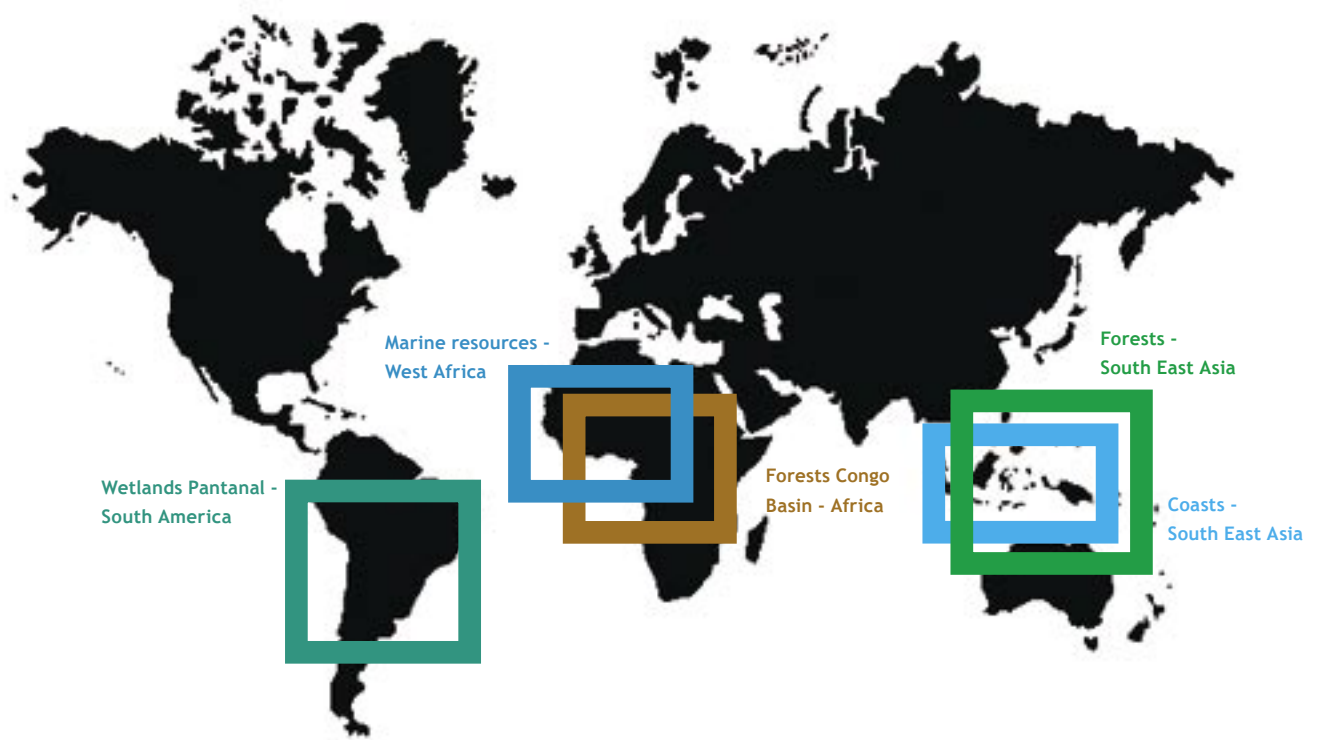 Marine resources -
West Africa
Forests -
South East Asia
Wetlands Pantanal -
South America
Forests Congo
Basin - Africa
Coasts -
South East Asia